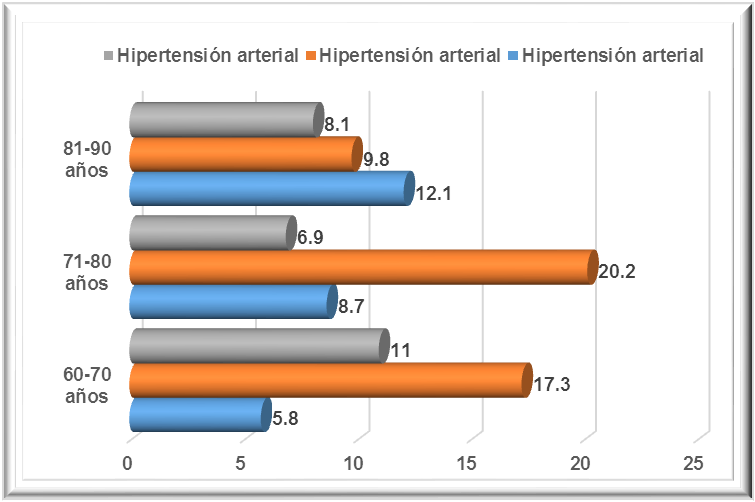 Hipertensión arterial Hipertensión arterial Hipertensión arterial
81-90
años
8.1
9.8
12.1
71-80
años
6.9
20.2
8.7
60-70
años
11
17.3
5.8
0 5 10 15 20 25